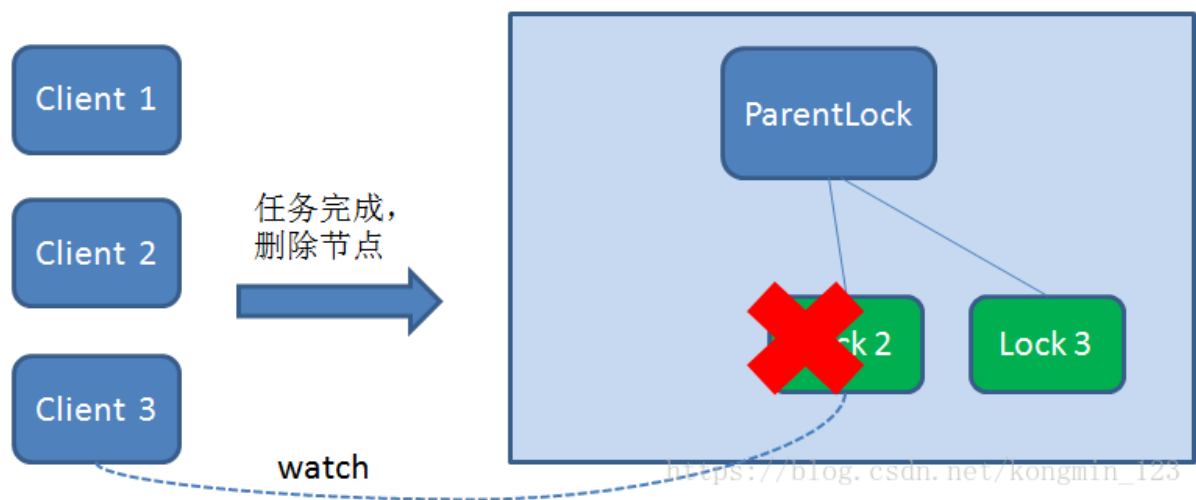 Client 1
Client 2
Client 3
任务完成，
删除节点
watch
ParentLock
ck 2
Lock 3
https://blog.csdn.net/kongmin_123